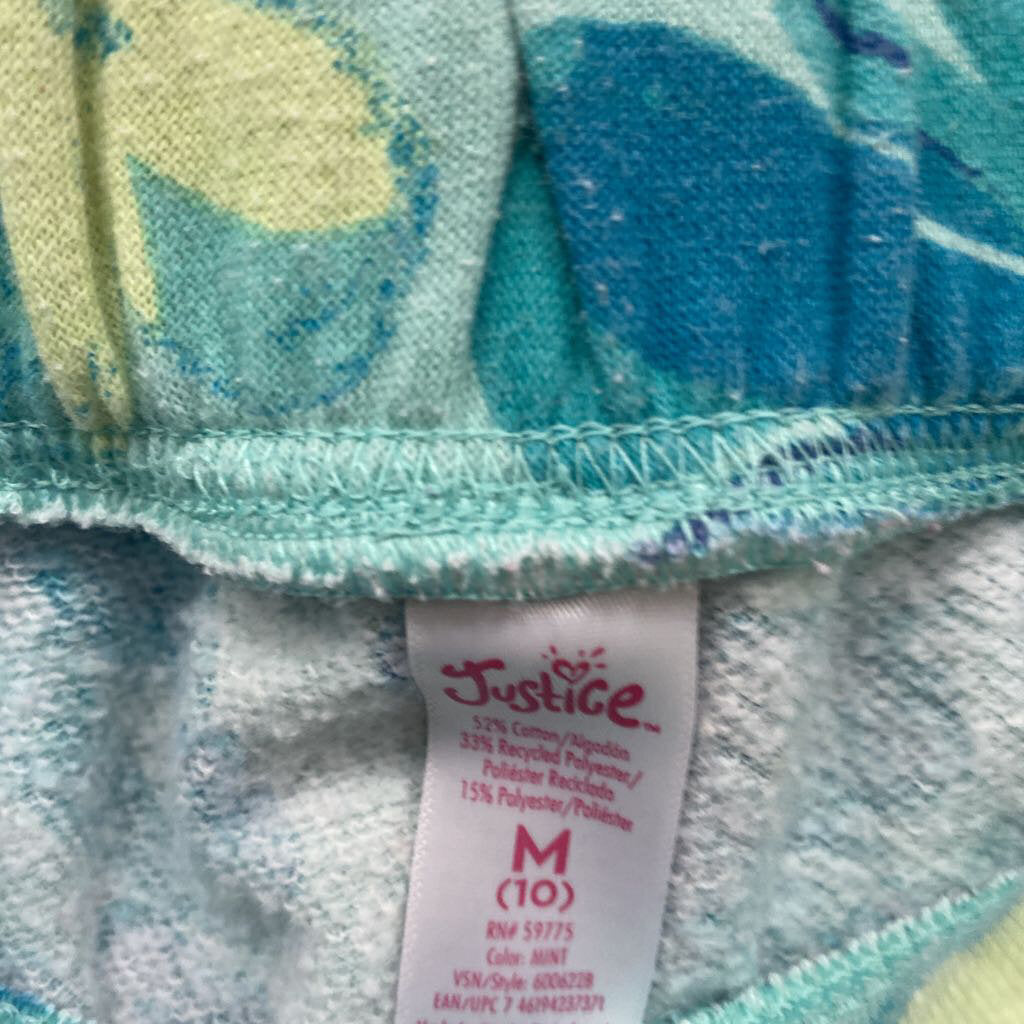 Justice™
52% Cotton/Algodón
33% Recycled Polyester/
Poliéster Reciclado
15% Polyester/Poliéster
M
(10)
RN# 59775
Color: MINT
VSN/Style: 6006228
EAN/UPC 7 46194237371